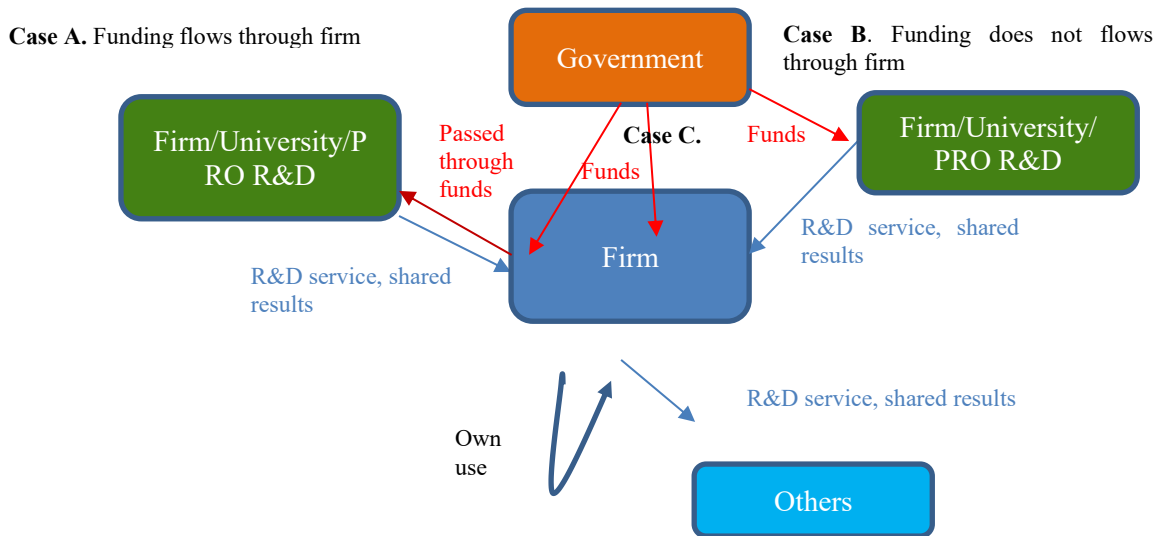 Case A. Funding flows through firm
Government
Case B. Funding does not flows
through firm
Firm/University/P
RO R&D
Passed
through
funds
Case C.
Funds
Funds
Firm/University/
PRO R&D
Firm
R&D service, shared
results
R&D service, shared
results
Own
use
R&D service, shared results
Others